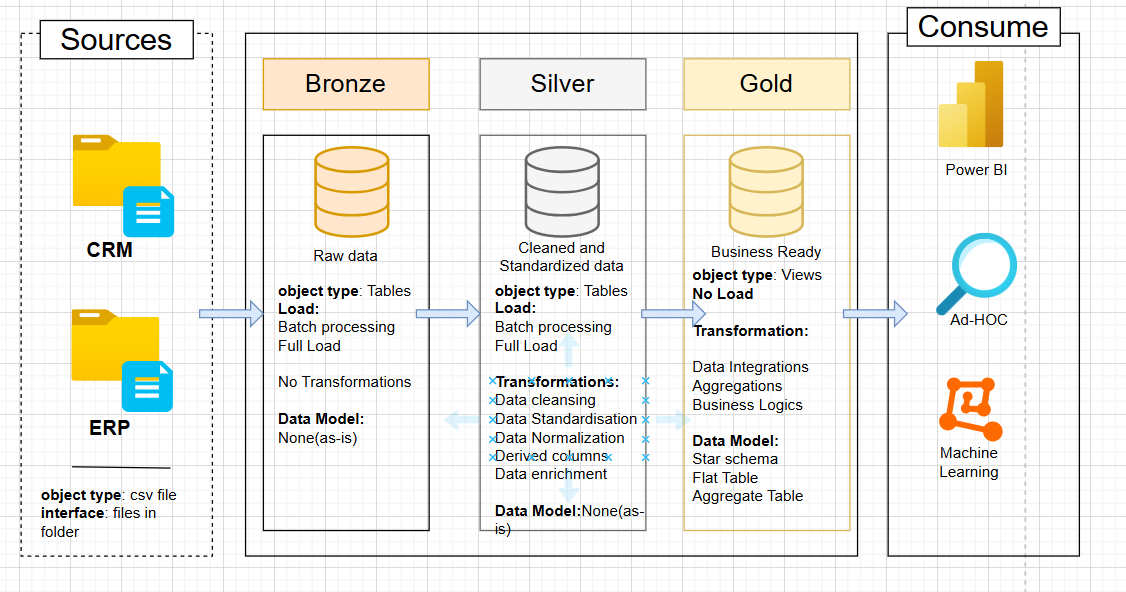 Sources
CRM
ERP
object type: csv file
interface: files in
folder
Bronze
Raw data
object type: Tables
Load:
Batch processing
Full Load
No Transformations
Data Model:
None(as-is)
Silver
Cleaned and
Standardized data
object type: Tables
Load:
Batch processing
Full Load
Transformations:
Data cleansing
Data Standardisation
Data Normalization
Derived columns
Data enrichment
Data Model:None(as-
is)
Gold
Business Ready
object type: Views
No Load
Transformation:
Data Integrations
Aggregations
Business Logics
Data Model:
Star schema
Flat Table
Aggregate Table
Consume
Power BI
Ad-HOC
Machine
Learning